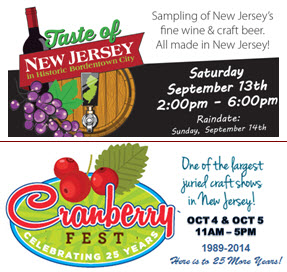 Taste of
NEW JERSEY
in Historic Bordentown City
Sampling of New Jersey's
fine wine & craft beer.
All made in New Jersey!
Saturday
September 13th
2:00pm - 6:00pm
Raindate:
Sunday, September 14th
Cranberry
FEST
CELEBRATING 25 YEARS
One of the largest
juried craft shows
in New Jersey!
OCT 4 & OCT 5
11AM – 5PM
1989-2014
Here is to 25 More Years!